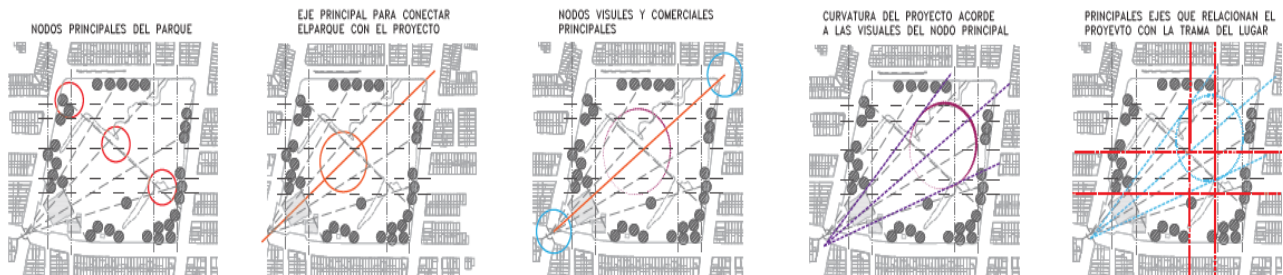 NODOS PRINCIPALES DEL PARQUE
EJE PRINCIPAL PARA CONECTAR
ELPARQUE CON EL PROYECTO
NODOS VISULES Y COMERCIALES
PRINCIPALES
CURVATURA DEL PROYECTO ACORDE
A LAS VISUALES DEL NODO PRINCIPAL
PRINCIPALES EJES QUE RELACIONAN EL
PROYEVTO CON LA TRAMA DEL LUGAR